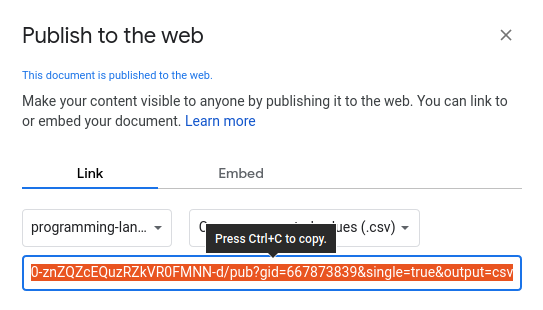 Publish to the web
This document is published to the web.
Make your content visible to anyone by publishing it to the web. You can link to
or embed your document. Learn more
Link Embed
programming-lan... (.csv)
Press Ctrl+C to copy.
0-znZQZcEQuzRZkVR0FMNN-d/pub?gid=667873839&single=true&output=csv